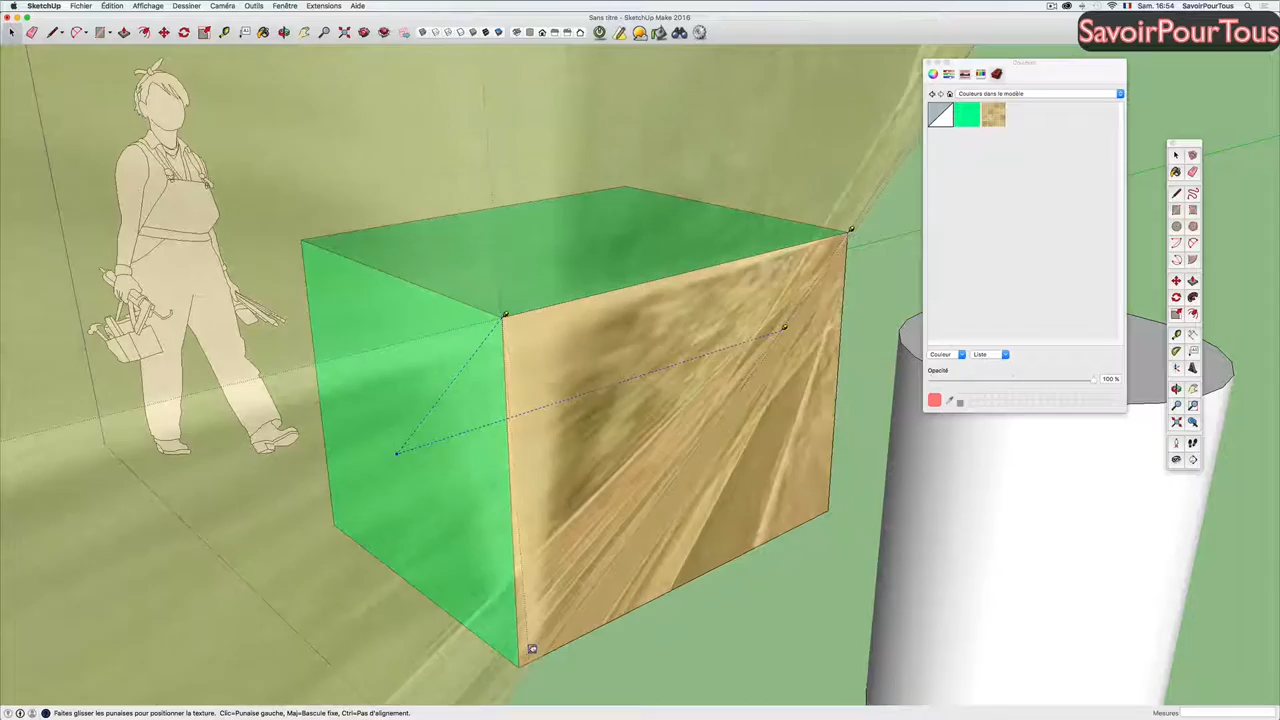 SketchUp Fichier Édition Affichage Dessiner Caméra Outils Fenêtre Extensions Aide
Sam. 16:54 SavoirPourTous
Sans titre - SketchUp Make 2016
SavoirPourTous
Couleurs dans le modèle
Couleur Liste
Opacité
100 %
Faites glisser les punaises pour positionner la texture. Clic=Punaise gauche, Maj=Bascule fixe, Ctrl=Pas d'alignement.
Mesures